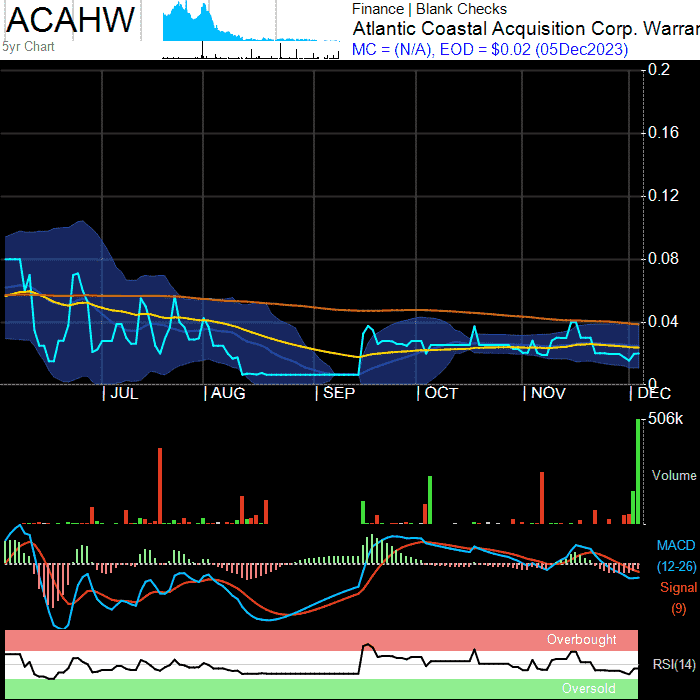 ACAHW
5yr Chart
Finance | Blank Checks
Atlantic Coastal Acquisition Corp. Warran
MC = (N/A), EOD = $0.02 (05Dec2023)
0.2
0.16
0.12
0.08
0.04
0
JUL AUG SEP OCT NOV DEC
506k
Volume
MACD
(12-26)
Signal
(9)
Overbought
RSI(14)
Oversold